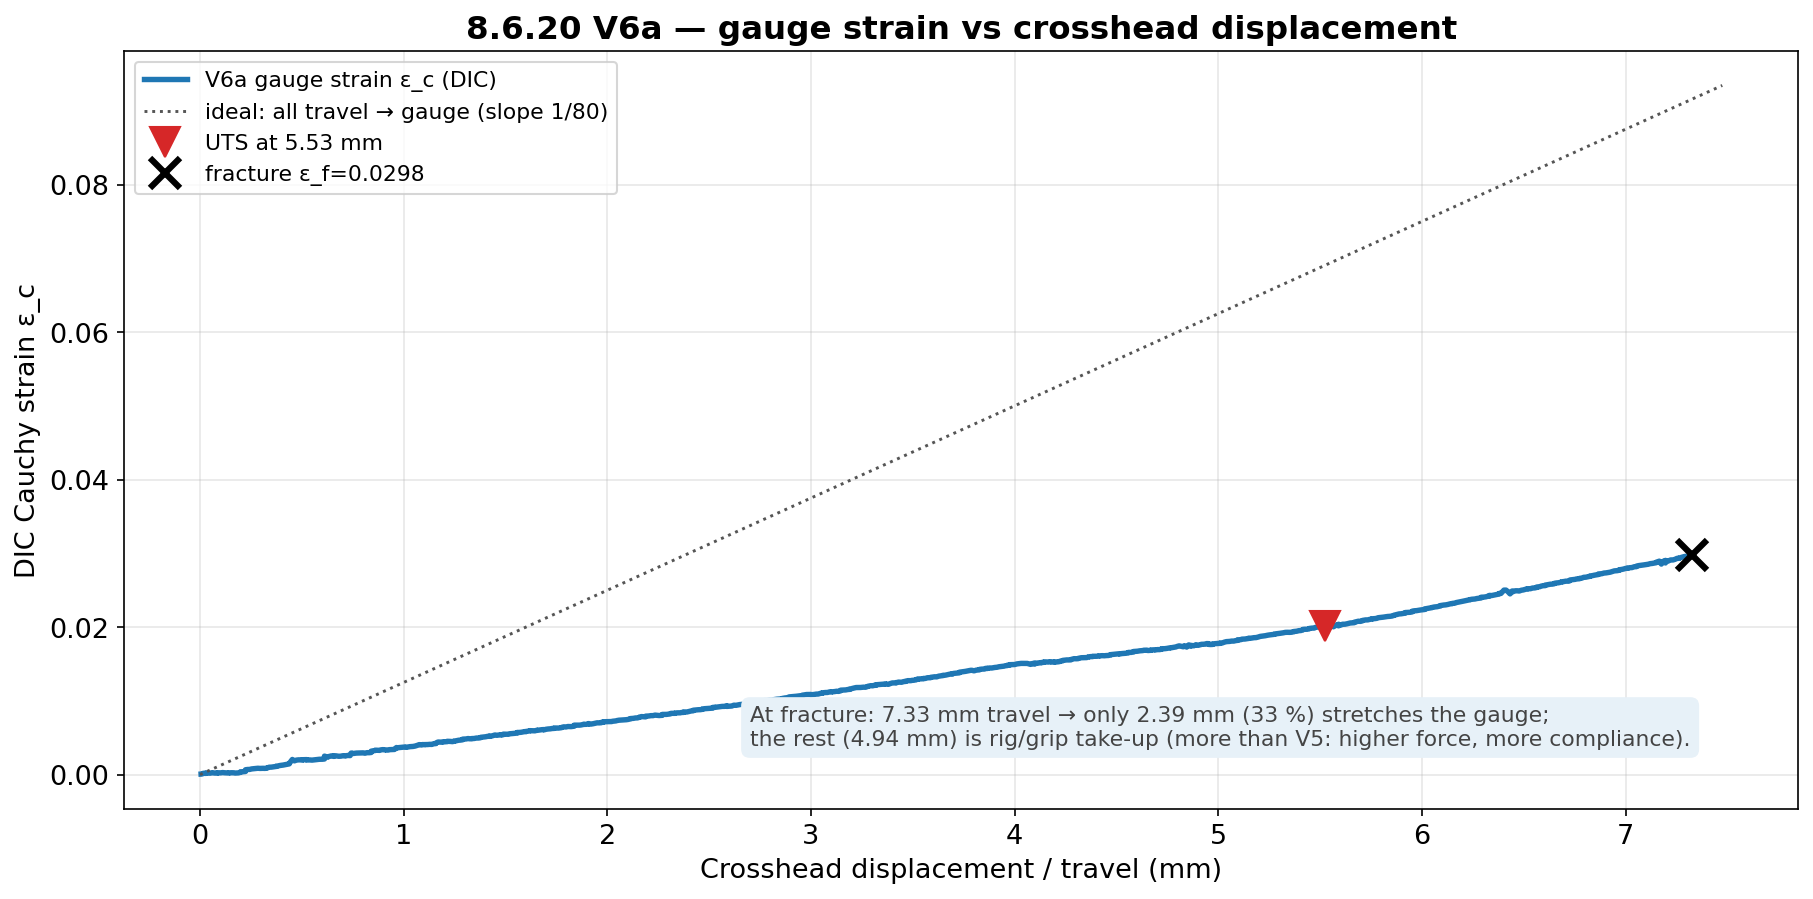 8.6.20 V6a — gauge strain vs crosshead displacement
V6a gauge strain ε_c (DIC)
ideal: all travel → gauge (slope 1/80)
UTS at 5.53 mm
fracture ε_f=0.0298
DIC Cauchy strain ε_c
0.08
0.06
0.04
0.02
0.00
At fracture: 7.33 mm travel → only 2.39 mm (33 %) stretches the gauge;
the rest (4.94 mm) is rig/grip take-up (more than V5: higher force, more compliance).
0 1 2 3 4 5 6 7
Crosshead displacement / travel (mm)